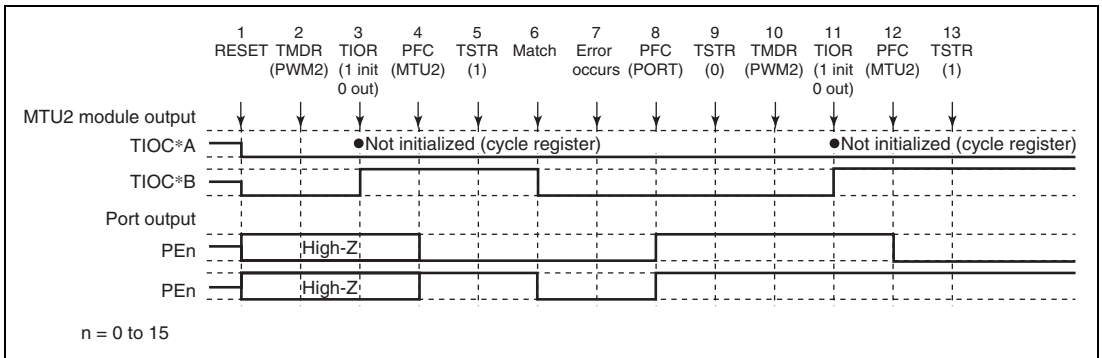 1 2 3 4 5 6 7 8 9 10 11 12 13
RESET TMDR TIOR PFC TSTR Match Error PFC TSTR TMDR TIOR PFC TSTR
(PWM2) (1 init (MTU2) (1) occurs (PORT) (0) (PWM2) (1 init (MTU2) (1)
0 out) 0 out)
MTU2 module output
TIOC*A ●Not initialized (cycle register) ●Not initialized (cycle register)
TIOC*B
Port output
PEn High-Z
PEn High-Z
n = 0 to 15